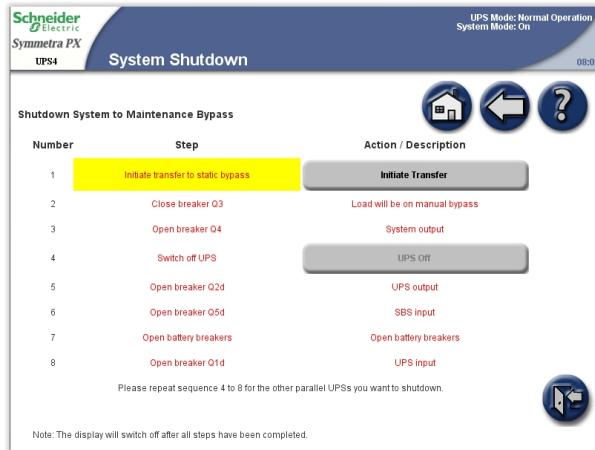 Schneider
Electric
Symmetra PX
UPS4
System Shutdown
UPS Mode: Normal Operation
System Mode: On
08:0
Shutdown System to Maintenance Bypass
?
Number Step Action / Description
1 Initiate transfer to static bypass Initiate Transfer
2 Close breaker Q3 Load will be on manual bypass
3 Open breaker Q4 System output
4 Switch off UPS UPS Off
5 Open breaker Q2d UPS output
6 Open breaker Q5d SBS input
7 Open battery breakers Open battery breakers
8 Open breaker Q1d UPS input
Please repeat sequence 4 to 8 for the other parallel UPSs you want to shutdown.
Note: The display will switch off after all steps have been completed.